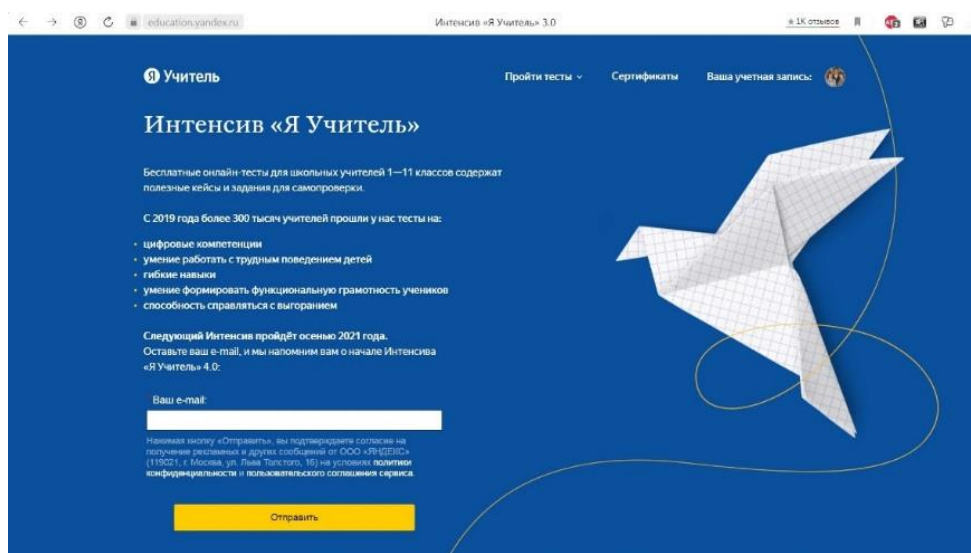 education.yandex.ru
Интенсив «Я Учитель» 3.0
★ 1K отзывов
Я Учитель
Пройти тесты
Сертификаты
Ваша учетная запись:
Интенсив «Я Учитель»
Бесплатные онлайн-тесты для школьных учителей 1—11 классов содержат
полезные кейсы и задания для самопроверки.
С 2019 года более 300 тысяч учителей прошли у нас тесты на:
• цифровые компетенции
• умение работать с трудным поведением детей
• гибкие навыки
• умение формировать функциональную грамотность учеников
• способность справляться с выгоранием
Следующий Интенсив пройдёт осенью 2021 года.
Оставьте ваш e-mail, и мы напомним вам о начале Интенсива
«Я Учитель» 4.0:
Ваш e-mail:
Нажимая кнопку «Отправить», вы подтверждаете согласие на
получение рекламных и других сообщений от ООО «ЯНДЕКС»
(119021, г. Москва, ул. Льва Толстого, 16) на условиях политики
конфиденциальности и пользовательского соглашения сервиса.
Отправить